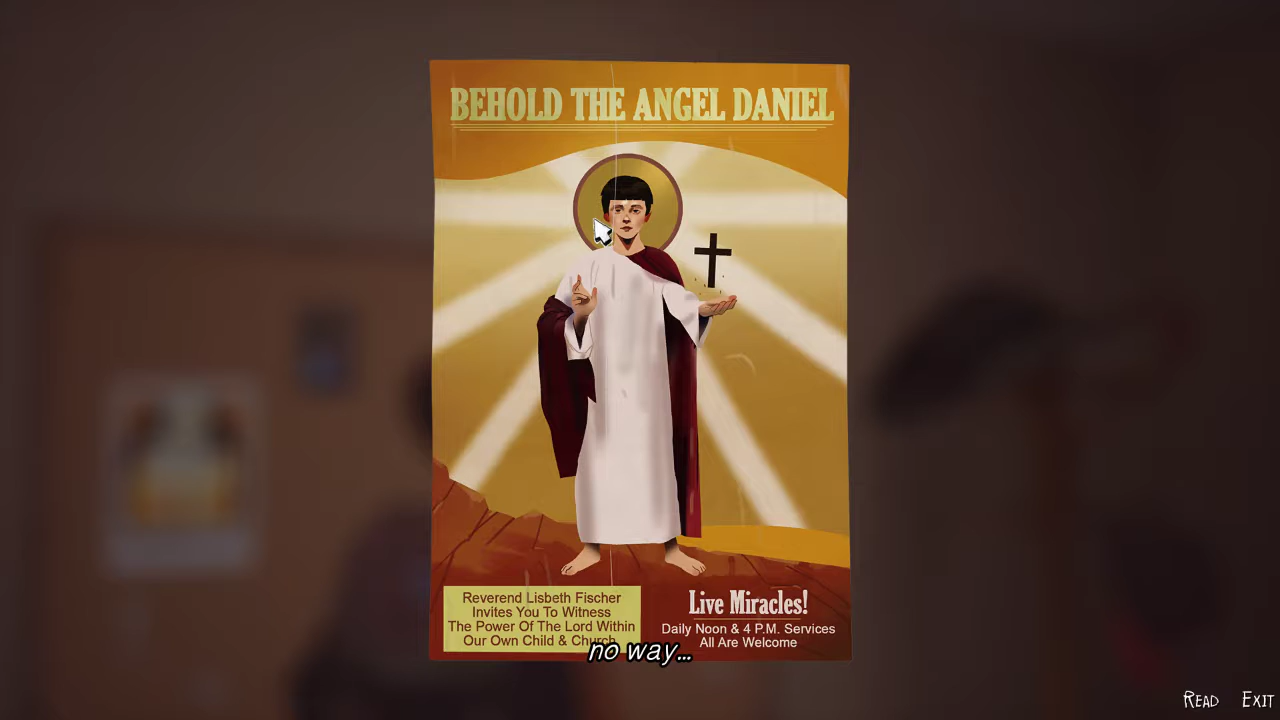 BEHOLD THE ANGEL DANIEL
Reverend Lisbeth Fischer
Invites You To Witness
The Power Of The Lord Within
Our Own Child & Church
Live Miracles!
Daily Noon & 4 P.M. Services
All Are Welcome
no way...
READ EXIT